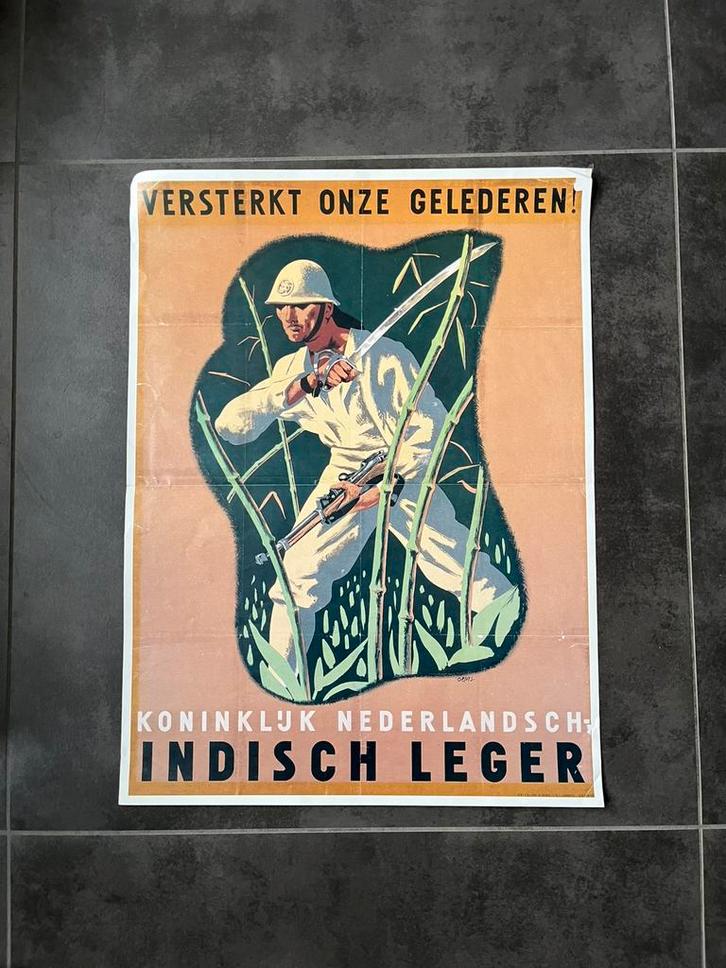 VERSTERKT ONZE GELEDEREN!
KONINKLIJK NEDERLANDSCH-
INDISCH LEGER